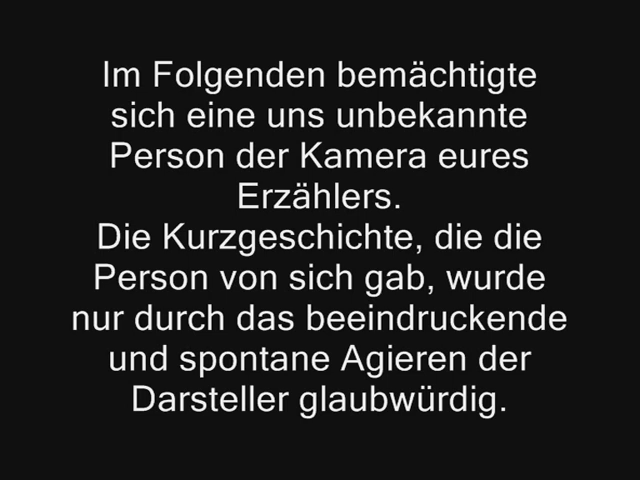 Im Folgenden bemächtigte
sich eine uns unbekannte
Person der Kamera eures
Erzählers.
Die Kurzgeschichte, die die
Person von sich gab, wurde
nur durch das beeindruckende
und spontane Agieren der
Darsteller glaubwürdig.